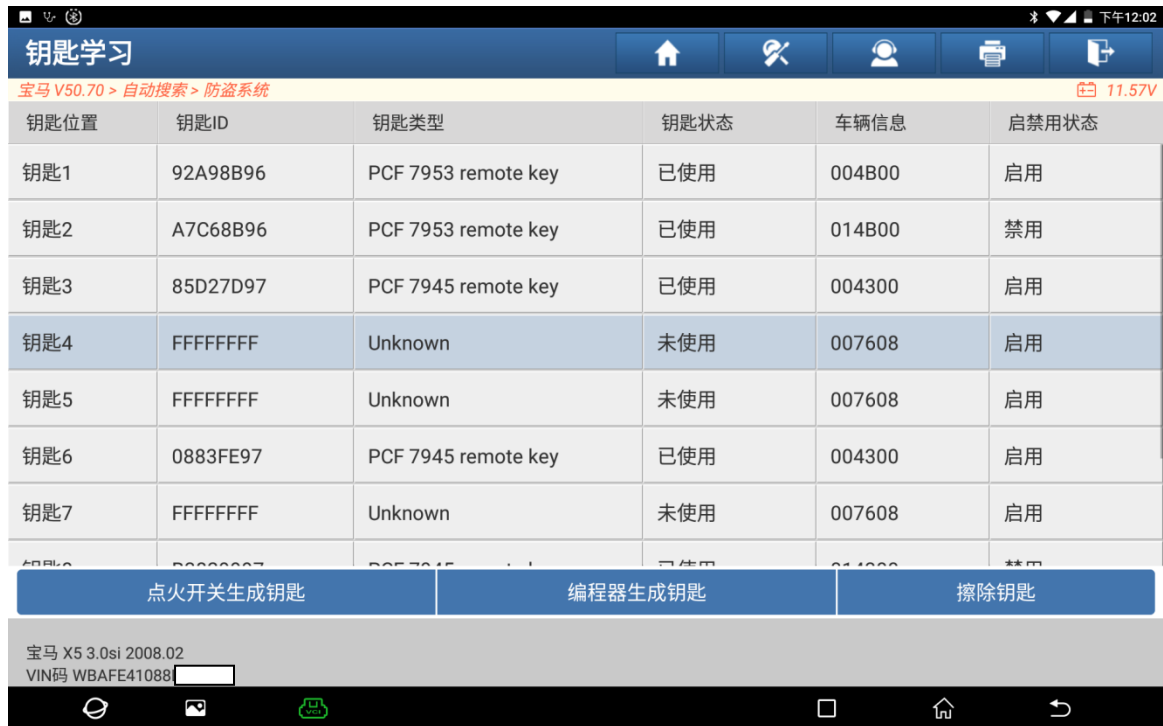 下午12:02
钥匙学习
宝马 V50.70 > 自动搜索 > 防盗系统 11.57V
钥匙位置 钥匙ID 钥匙类型 钥匙状态 车辆信息 启禁用状态
钥匙1 92A98B96 PCF 7953 remote key 已使用 004B00 启用
钥匙2 A7C68B96 PCF 7953 remote key 已使用 014B00 禁用
钥匙3 85D27D97 PCF 7945 remote key 已使用 004300 启用
钥匙4 FFFFFFFF Unknown 未使用 007608 启用
钥匙5 FFFFFFFF Unknown 未使用 007608 启用
钥匙6 0883FE97 PCF 7945 remote key 已使用 004300 启用
钥匙7 FFFFFFFF Unknown 未使用 007608 启用
点火开关生成钥匙 编程器生成钥匙 擦除钥匙
宝马 X5 3.0si 2008.02
VIN码 WBAFE41088
VCI